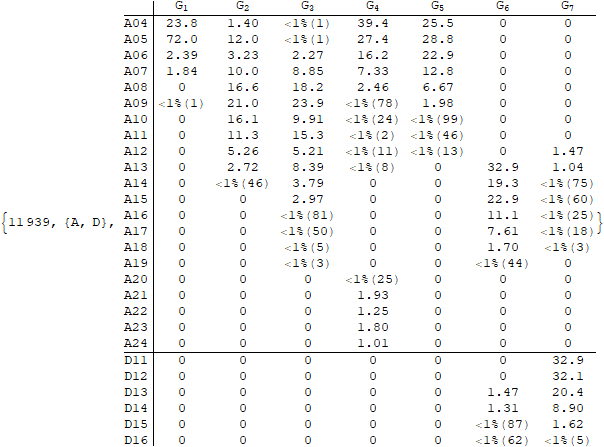 G1 G2 G3 G4 G5 G6 G7
A04 23.8 1.40 <1%(1) 39.4 25.5 0 0
A05 72.0 12.0 <1%(1) 27.4 28.8 0 0
A06 2.39 3.23 2.27 16.2 22.9 0 0
A07 1.84 10.0 8.85 7.33 12.8 0 0
A08 0 16.6 18.2 2.46 6.67 0 0
A09 <1%(1) 21.0 23.9 <1%(78) 1.98 0 0
A10 0 16.1 9.91 <1%(24) <1%(99) 0 0
A11 0 11.3 15.3 <1%(2) <1%(46) 0 0
A12 0 5.26 5.21 <1%(11) <1%(13) 0 1.47
A13 0 2.72 8.39 <1%(8) 0 32.9 1.04
A14 0 <1%(46) 3.79 0 0 19.3 <1%(75)
A15 0 0 2.97 0 0 22.9 <1%(60)
{11 939, {A, D}, A16 0 0 <1%(81) 0 0 11.1 <1%(25)}
A17 0 0 <1%(50) 0 0 7.61 <1%(18)
A18 0 0 <1%(5) 0 0 1.70 <1%(3)
A19 0 0 <1%(3) 0 0 <1%(44) 0
A20 0 0 0 <1%(25) 0 0 0
A21 0 0 0 1.93 0 0 0
A22 0 0 0 1.25 0 0 0
A23 0 0 0 1.80 0 0 0
A24 0 0 0 1.01 0 0 0
D11 0 0 0 0 0 0 32.9
D12 0 0 0 0 0 0 32.1
D13 0 0 0 0 0 1.47 20.4
D14 0 0 0 0 0 1.31 8.90
D15 0 0 0 0 0 <1%(87) 1.62
D16 0 0 0 0 0 <1%(62) <1%(5)